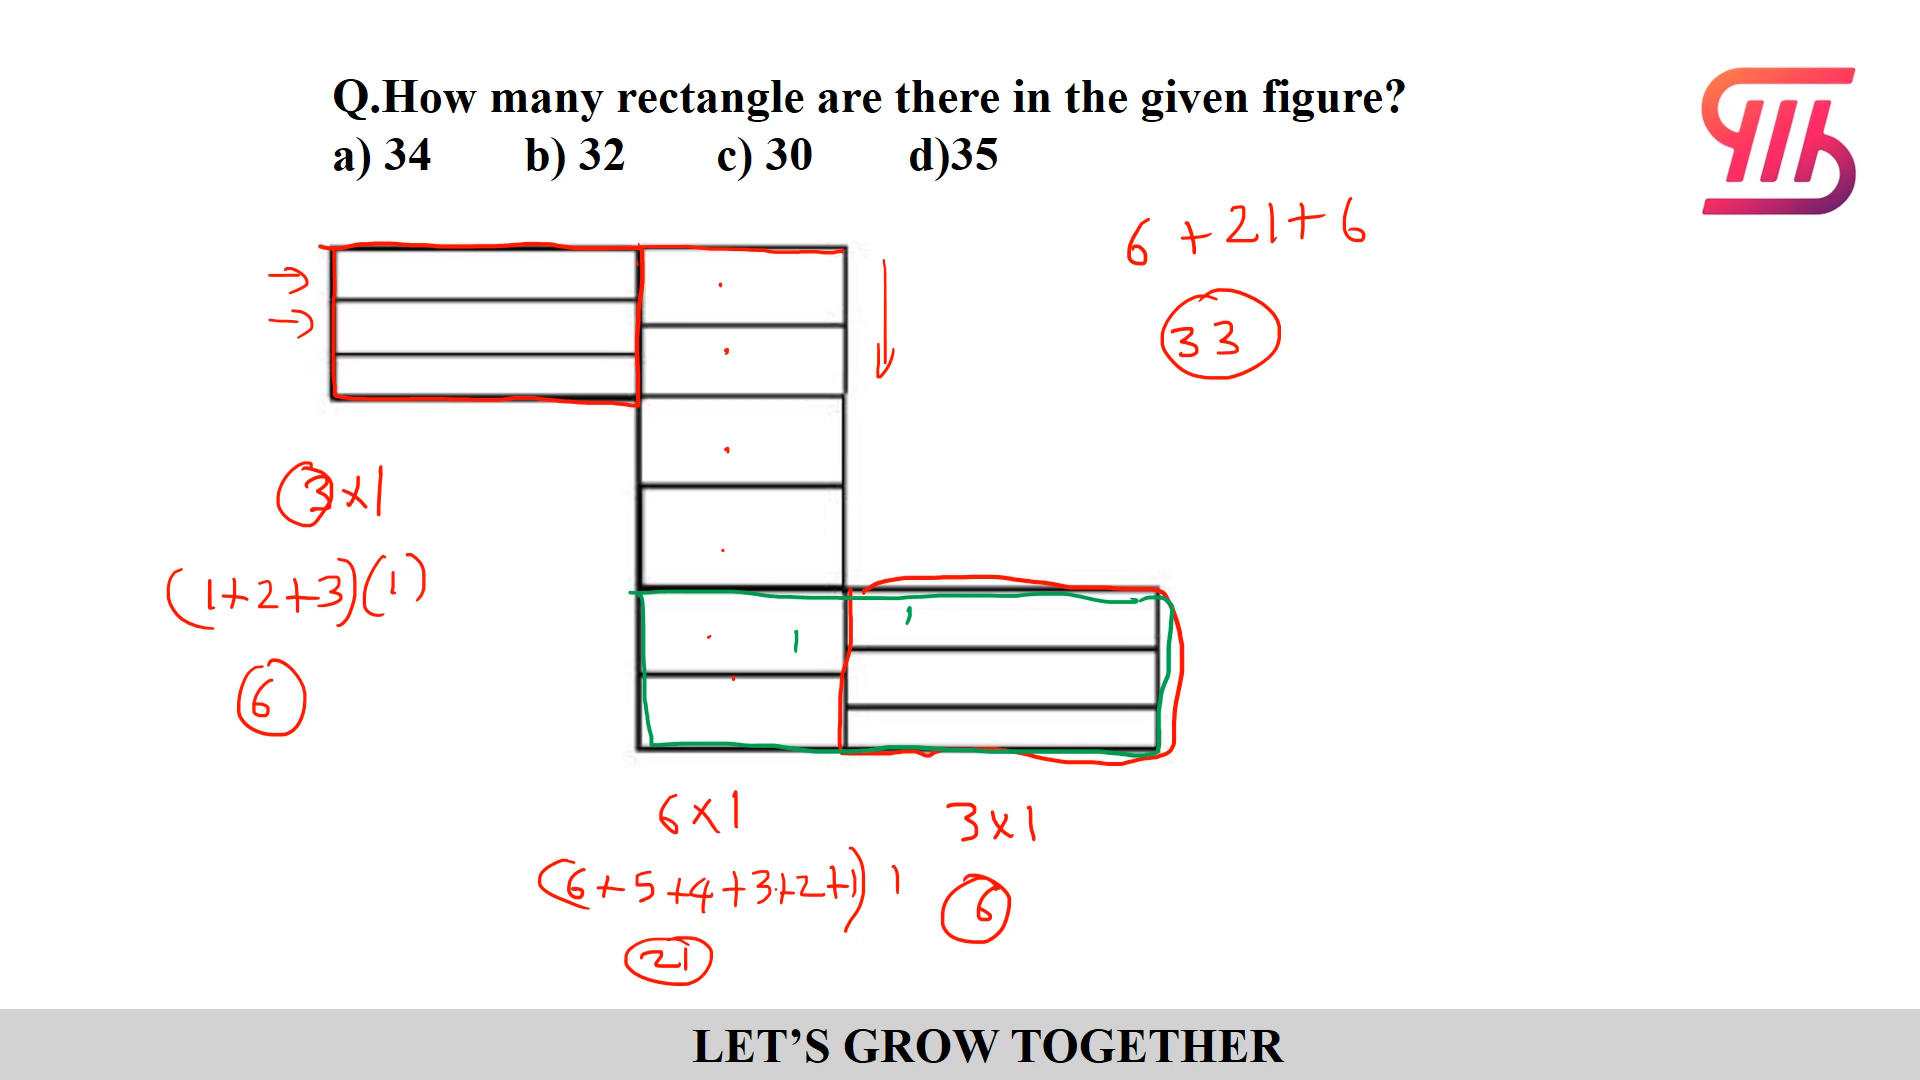 Q.How many rectangle are there in the given figure?
a) 34 b) 32 c) 30 d)35
6 + 21 + 6
33
3 x 1
(1+2+3)(1)
6
6 x 1
(6+5+4+3+2+1) 1
21
3 x 1
6
LET’S GROW TOGETHER